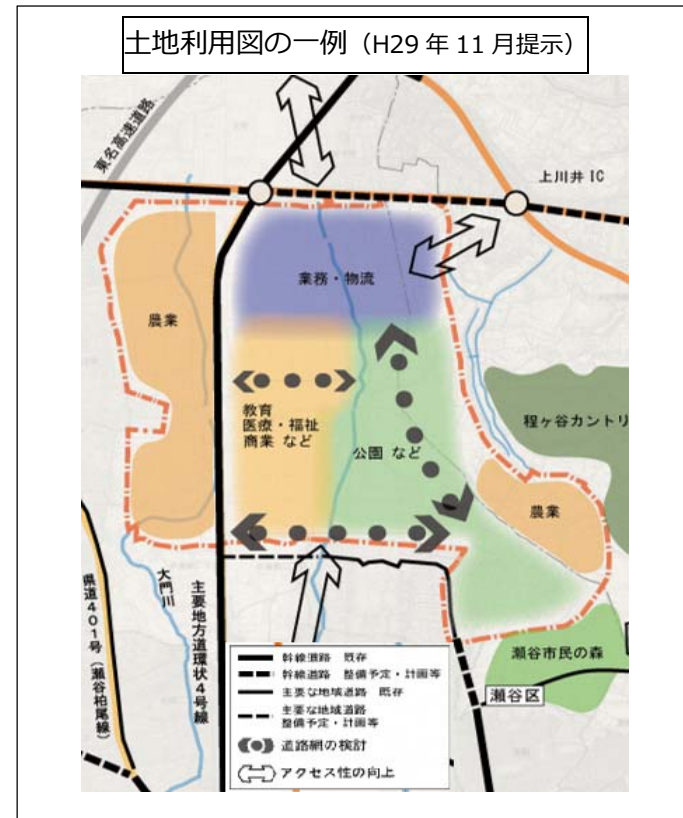 土地利用図の一例（H29 年 11 月提示）
東名高速道路
上川井 IC
業務・物流
農業
教育
医療・福祉
商業 など
公園 など
程ヶ谷カントリ
農業
大門川
県道401号（瀬谷柏尾線）
主要地方道環状4号線
瀬谷市民の森
瀬谷区
幹線道路 既存
幹線道路 整備予定・計画等
主要な地域道路 既存
主要な地域道路
整備予定・計画等
道路網の検討
アクセス性の向上